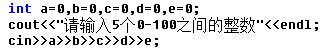 int a=0,b=0,c=0,d=0,e=0;
cout<<"请输入5个0-100之间的整数"<<endl;
cin>>a>>b>>c>>d>>e;